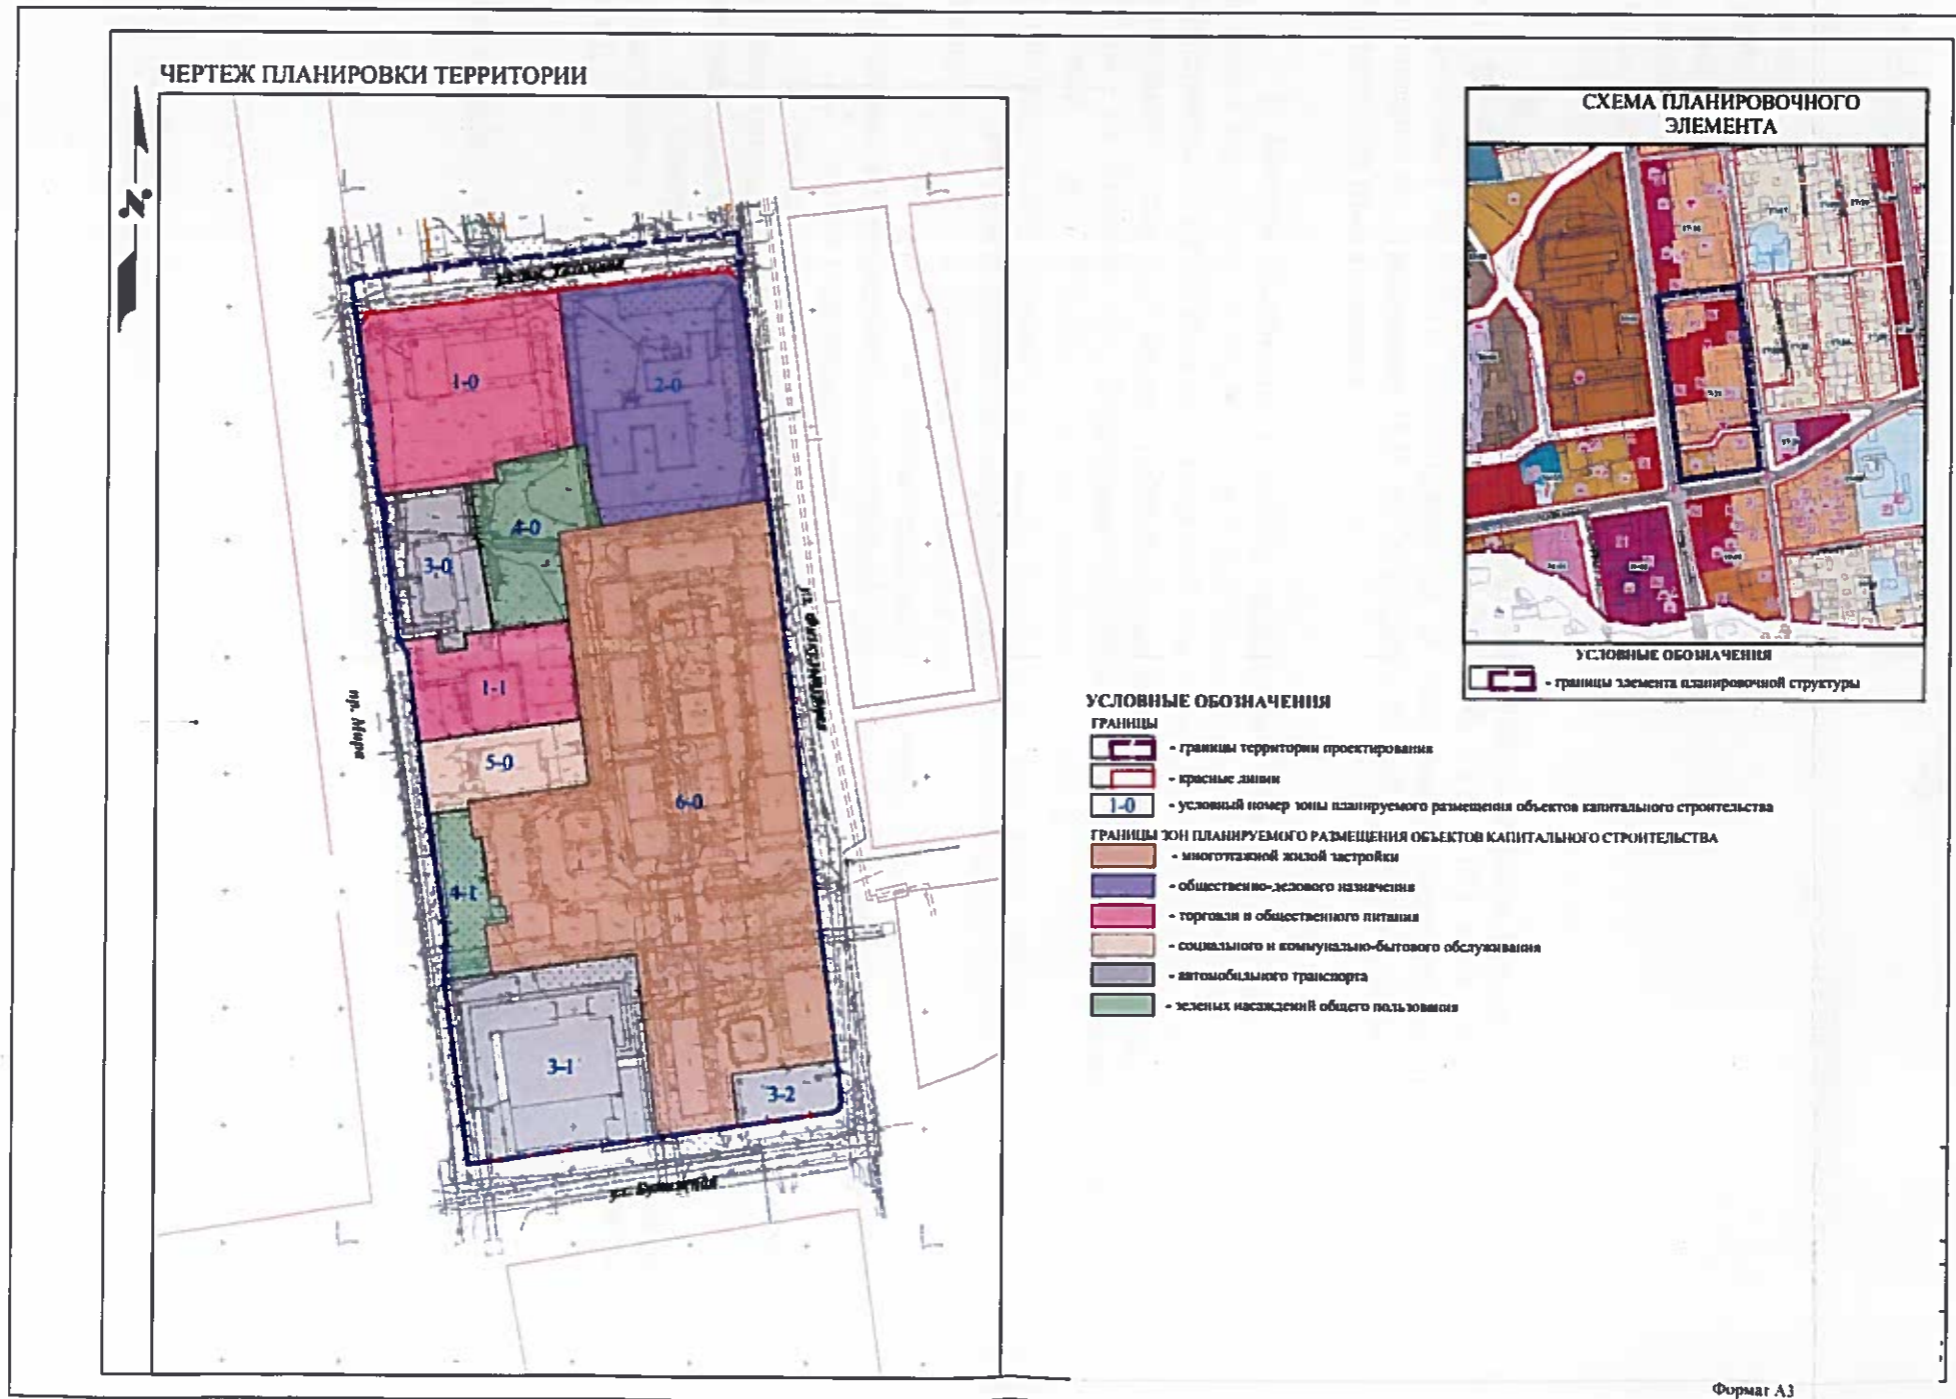 ЧЕРТЕЖ ПЛАНИРОВКИ ТЕРРИТОРИИ
1-0
2-0
4-0
3-0
1-1
пр. Мира
5-0
6-0
4-1
3-1
3-2
СХЕМА ПЛАНИРОВОЧНОГО
ЭЛЕМЕНТА
УСЛОВНЫЕ ОБОЗНАЧЕНИЯ
- границы элемента планировочной структуры
УСЛОВНЫЕ ОБОЗНАЧЕНИЯ
ГРАНИЦЫ
- границы территории проектирования
- красные линии
1-0 - условный номер зоны планируемого размещения объектов капитального строительства
ГРАНИЦЫ ЗОН ПЛАНИРУЕМОГО РАЗМЕЩЕНИЯ ОБЪЕКТОВ КАПИТАЛЬНОГО СТРОИТЕЛЬСТВА
- многоэтажной жилой застройки
- общественно-делового назначения
- торговли и общественного питания
- социального и коммунально-бытового обслуживания
- автомобильного транспорта
- зеленых насаждений общего пользования
Формат А3